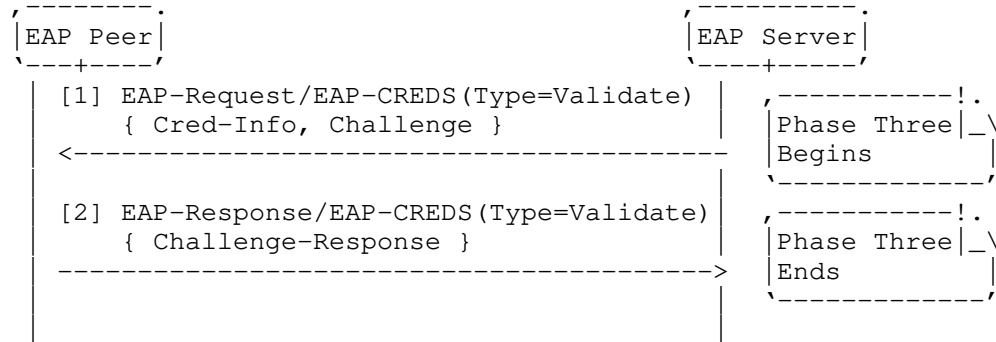 EAP Peer EAP Server
[1] EAP-Request/EAP-CREDS(Type=Validate)
{ Cred-Info, Challenge } Phase Three
Begins
[2] EAP-Response/EAP-CREDS(Type=Validate)
{ Challenge-Response } Phase Three
Ends